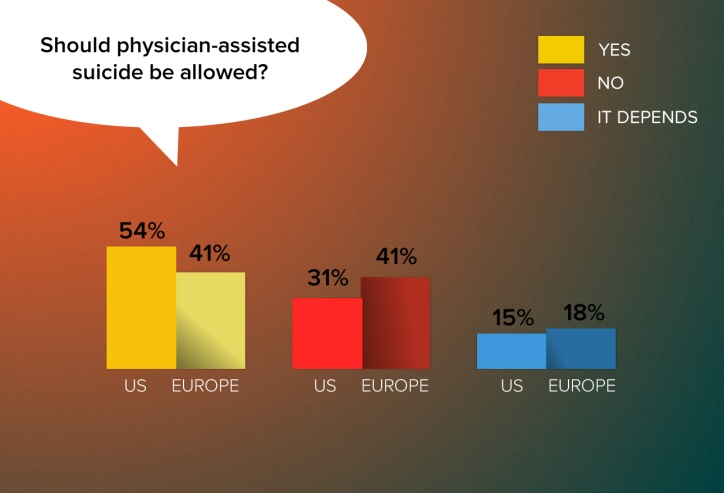 Should physician-assisted
suicide be allowed?
YES
NO
IT DEPENDS
54%
41%
31%
41%
15%
18%
US EUROPE
US EUROPE
US EUROPE